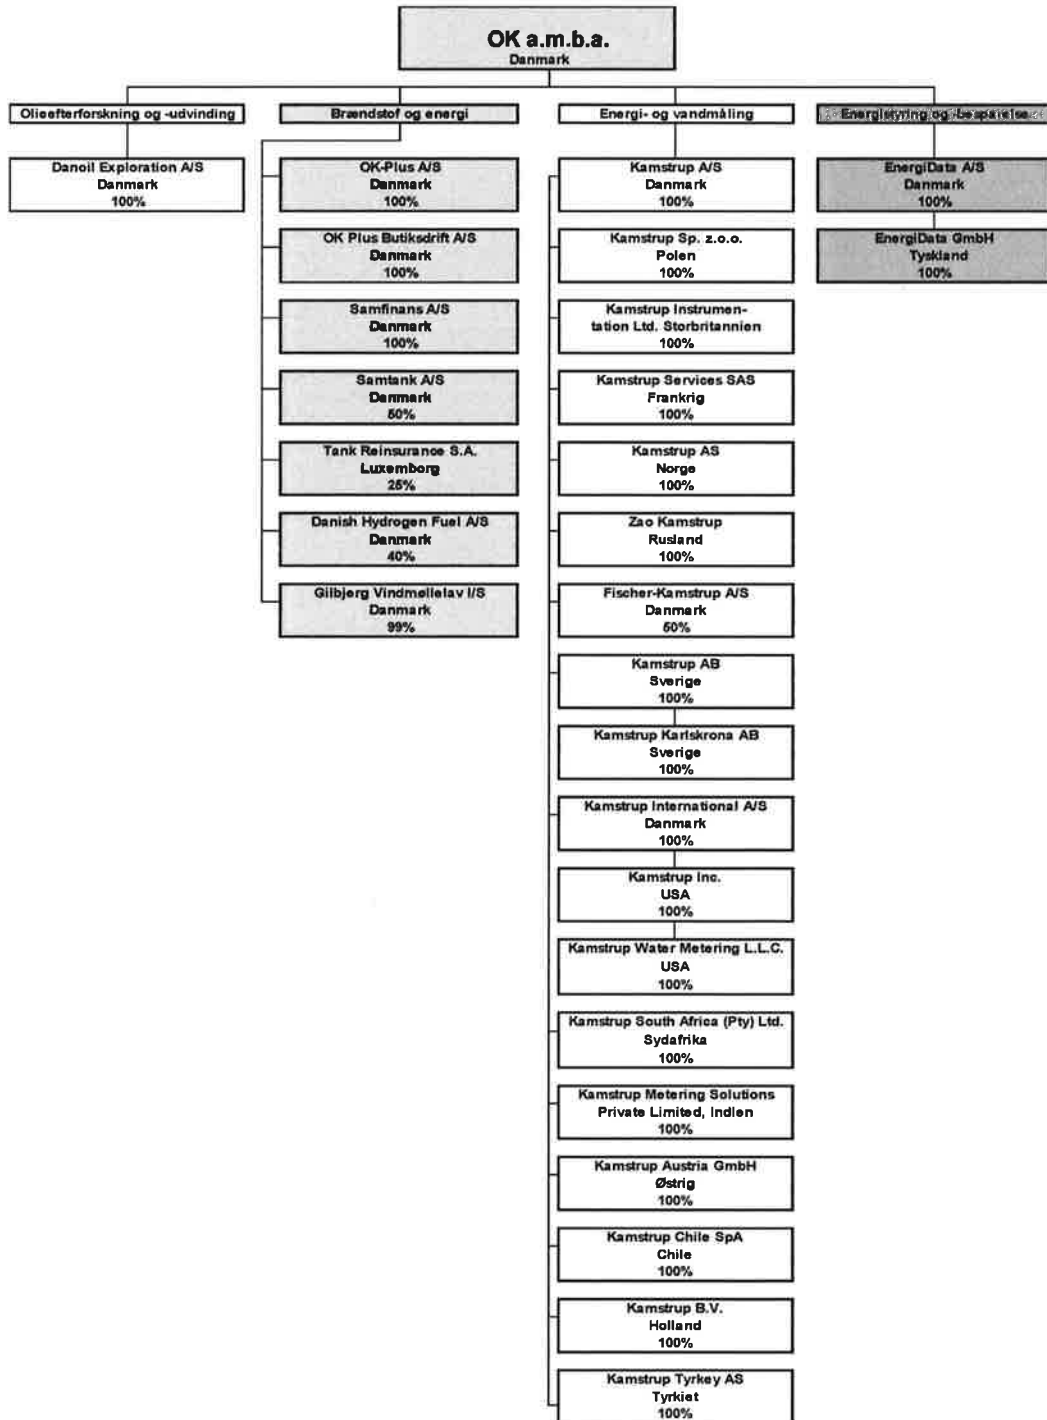 OK a.m.b.a.
Danmark
Olieefterforskning og -udvinding
Danoil Exploration A/S
Danmark
100%
Brændstof og energi
OK-Plus A/S
Danmark
100%
OK Plus Butiksdrift A/S
Danmark
100%
Samfinans A/S
Danmark
100%
Samtank A/S
Danmark
50%
Tank Reinsurance S.A.
Luxemborg
25%
Danish Hydrogen Fuel A/S
Danmark
40%
Gilbjerg Vindmøllelav I/S
Danmark
99%
Energi- og vandmåling
Kamstrup A/S
Danmark
100%
Kamstrup Sp. z.o.o.
Polen
100%
Kamstrup Instrumen-
tation Ltd. Storbritannien
100%
Kamstrup Services SAS
Frankrig
100%
Kamstrup AS
Norge
100%
Zao Kamstrup
Rusland
100%
Fischer-Kamstrup A/S
Danmark
50%
Kamstrup AB
Sverige
100%
Kamstrup Karlskrona AB
Sverige
100%
Kamstrup International A/S
Danmark
100%
Kamstrup Inc.
USA
100%
Kamstrup Water Metering L.L.C.
USA
100%
Kamstrup South Africa (Pty) Ltd.
Sydafrika
100%
Kamstrup Metering Solutions
Private Limited, Indien
100%
Kamstrup Austria GmbH
Østrig
100%
Kamstrup Chile SpA
Chile
100%
Kamstrup B.V.
Holland
100%
Kamstrup Tyrkey AS
Tyrkiet
100%
Energistyring og -besparelse
EnergiData A/S
Danmark
100%
EnergiData GmbH
Tyskland
100%